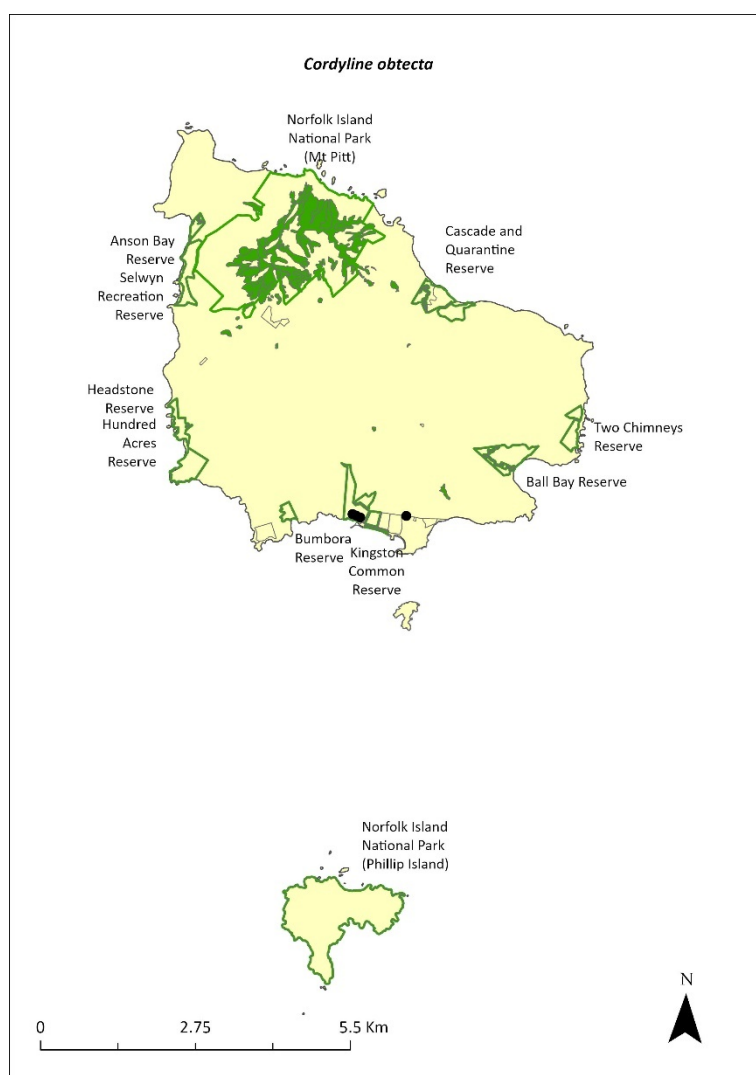 Cordyline obtecta
Norfolk Island
National Park
(Mt Pitt)
Cascade and
Quarantine
Reserve
Anson Bay
Reserve
Selwyn
Recreation
Reserve
Headstone
Reserve
Hundred
Acres
Reserve
Two Chimneys
Reserve
Ball Bay Reserve
Bumbora
Reserve
Kingston
Common
Reserve
Norfolk Island
National Park
(Phillip Island)
N
0 2.75 5.5 Km